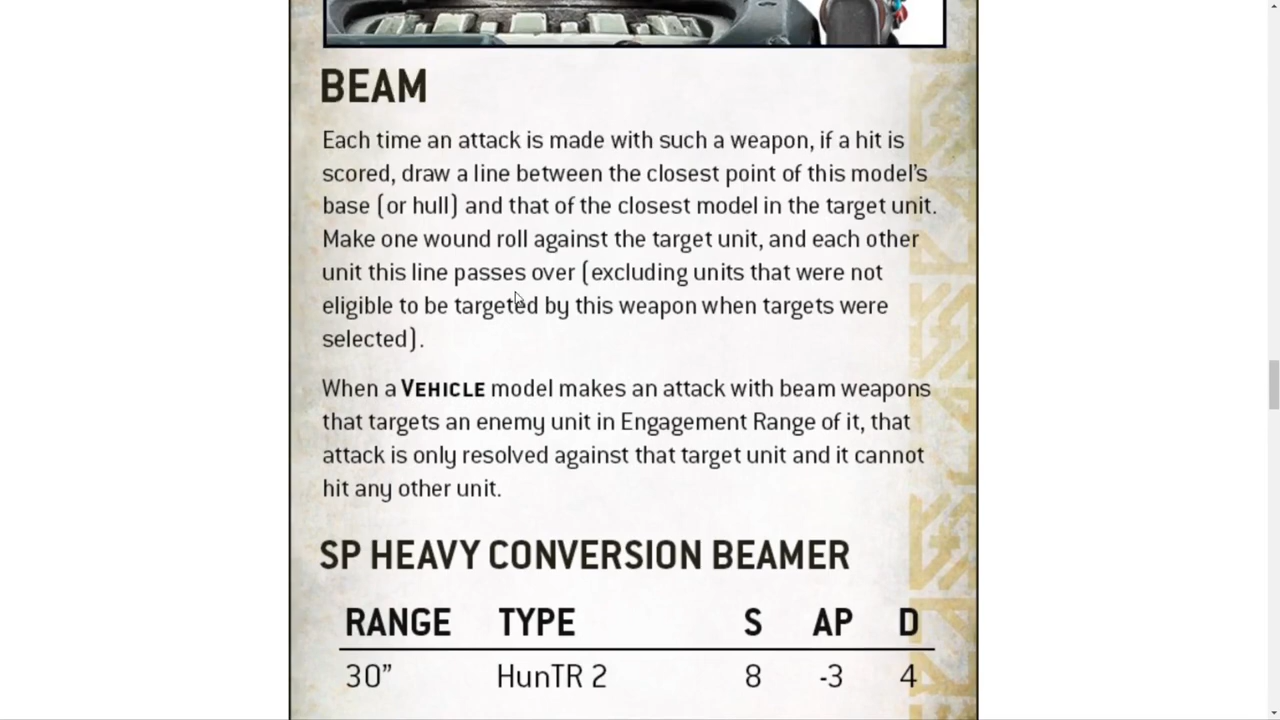 BEAM
Each time an attack is made with such a weapon, if a hit is
scored, draw a line between the closest point of this model's
base (or hull) and that of the closest model in the target unit.
Make one wound roll against the target unit, and each other
unit this line passes over (excluding units that were not
eligible to be targeted by this weapon when targets were
selected).
When a VEHICLE model makes an attack with beam weapons
that targets an enemy unit in Engagement Range of it, that
attack is only resolved against that target unit and it cannot
hit any other unit.
SP HEAVY CONVERSION BEAMER
RANGE TYPE S AP D
30” HunTR 2 8 -3 4